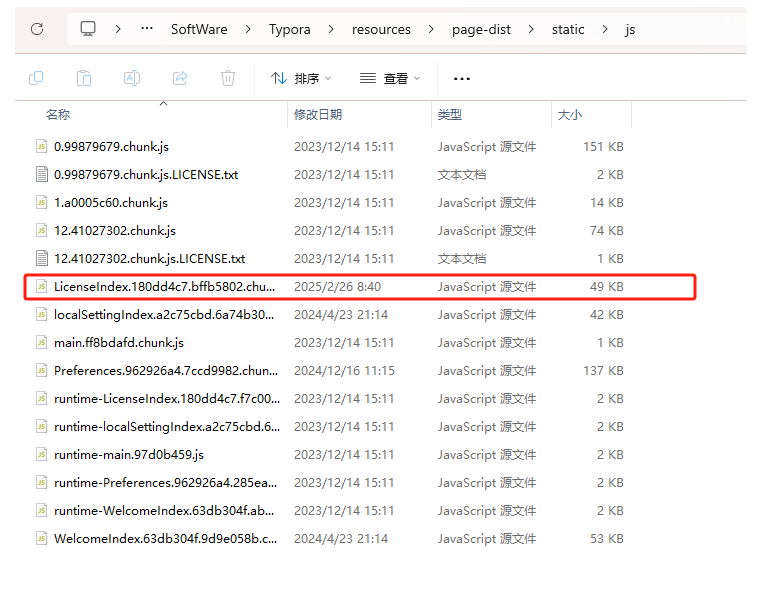 SoftWare Typora resources page-dist static js
排序 查看
名称 修改日期 类型 大小
0.99879679.chunk.js 2023/12/14 15:11 JavaScript 源文件 151 KB
0.99879679.chunk.js.LICENSE.txt 2023/12/14 15:11 文本文档 2 KB
1.a0005c60.chunk.js 2023/12/14 15:11 JavaScript 源文件 14 KB
12.41027302.chunk.js 2023/12/14 15:11 JavaScript 源文件 74 KB
12.41027302.chunk.js.LICENSE.txt 2023/12/14 15:11 文本文档 1 KB
LicenseIndex.180dd4c7.bffb5802.chu... 2025/2/26 8:40 JavaScript 源文件 49 KB
localSettingIndex.a2c75cbd.6a74b30... 2024/4/23 21:14 JavaScript 源文件 42 KB
main.ff8bdafd.chunk.js 2023/12/14 15:11 JavaScript 源文件 1 KB
Preferences.962926a4.7ccd9982.chun... 2024/12/16 11:15 JavaScript 源文件 137 KB
runtime-LicenseIndex.180dd4c7.f7c00... 2023/12/14 15:11 JavaScript 源文件 2 KB
runtime-localSettingIndex.a2c75cbd.6... 2023/12/14 15:11 JavaScript 源文件 2 KB
runtime-main.97d0b459.js 2023/12/14 15:11 JavaScript 源文件 2 KB
runtime-Preferences.962926a4.285ea... 2023/12/14 15:11 JavaScript 源文件 2 KB
runtime-WelcomeIndex.63db304f.ab... 2023/12/14 15:11 JavaScript 源文件 2 KB
WelcomeIndex.63db304f.9d9e058b.c... 2024/4/23 21:14 JavaScript 源文件 53 KB